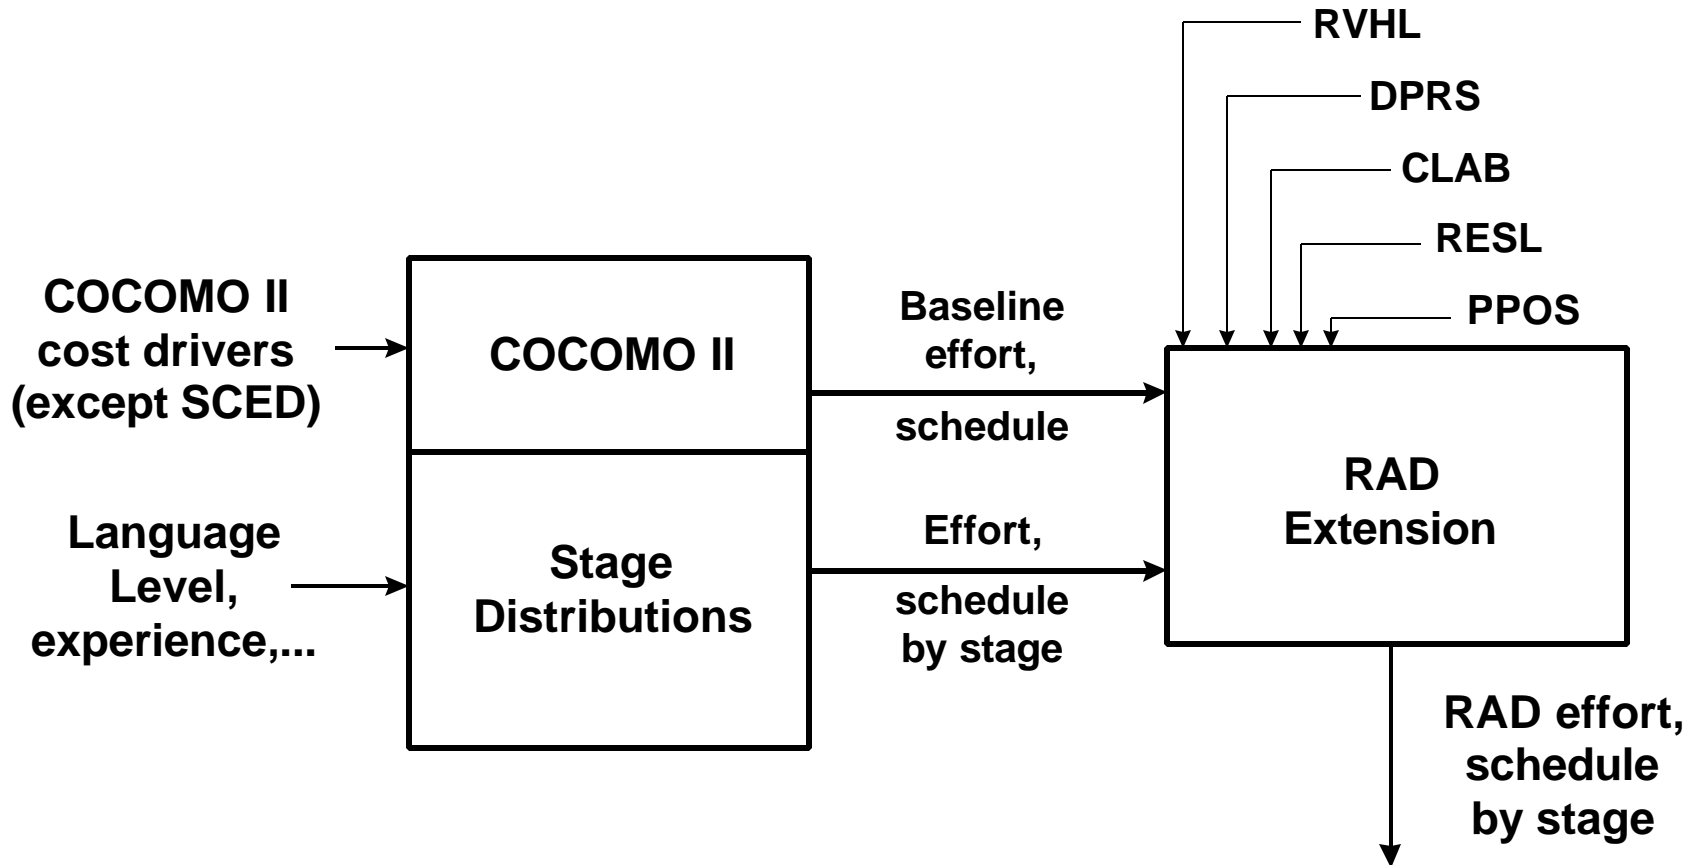 RVHL
DPRS
CLAB
RESL
PPOS
COCOMO II
cost drivers
(except SCED)
COCOMO II
Baseline
effort,
schedule
Language
Level,
experience,...
Stage
Distributions
Effort,
schedule
by stage
RAD
Extension
RAD effort,
schedule
by stage